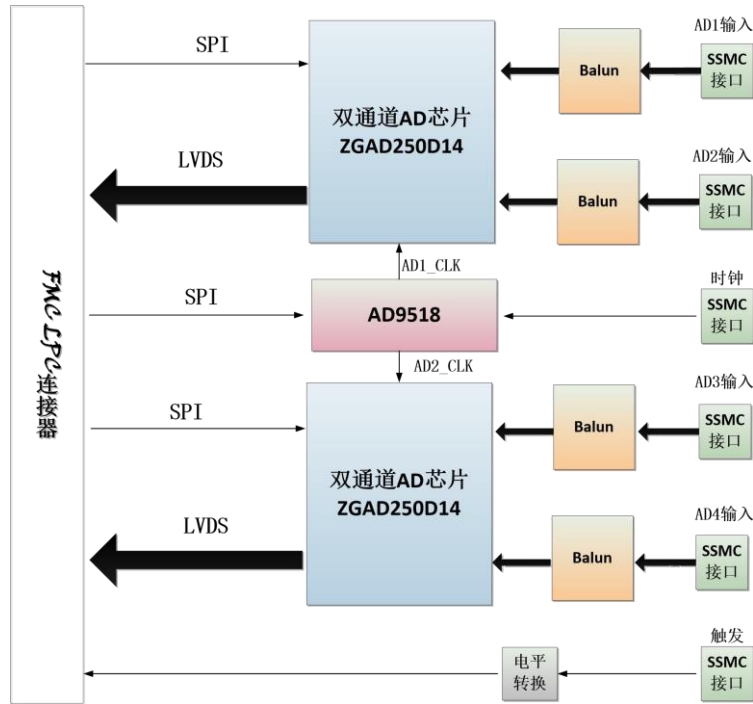 AD1输入
SPI
Balun
SSMC
接口
双通道AD芯片
ZGAD250D14
AD2输入
LVDS
Balun
SSMC
接口
AD1_CLK
时钟
SPI
AD9518
SSMC
接口
FMC LPC连接器
AD2_CLK
AD3输入
SPI
Balun
SSMC
接口
双通道AD芯片
ZGAD250D14
AD4输入
LVDS
Balun
SSMC
接口
触发
电平
转换
SSMC
接口